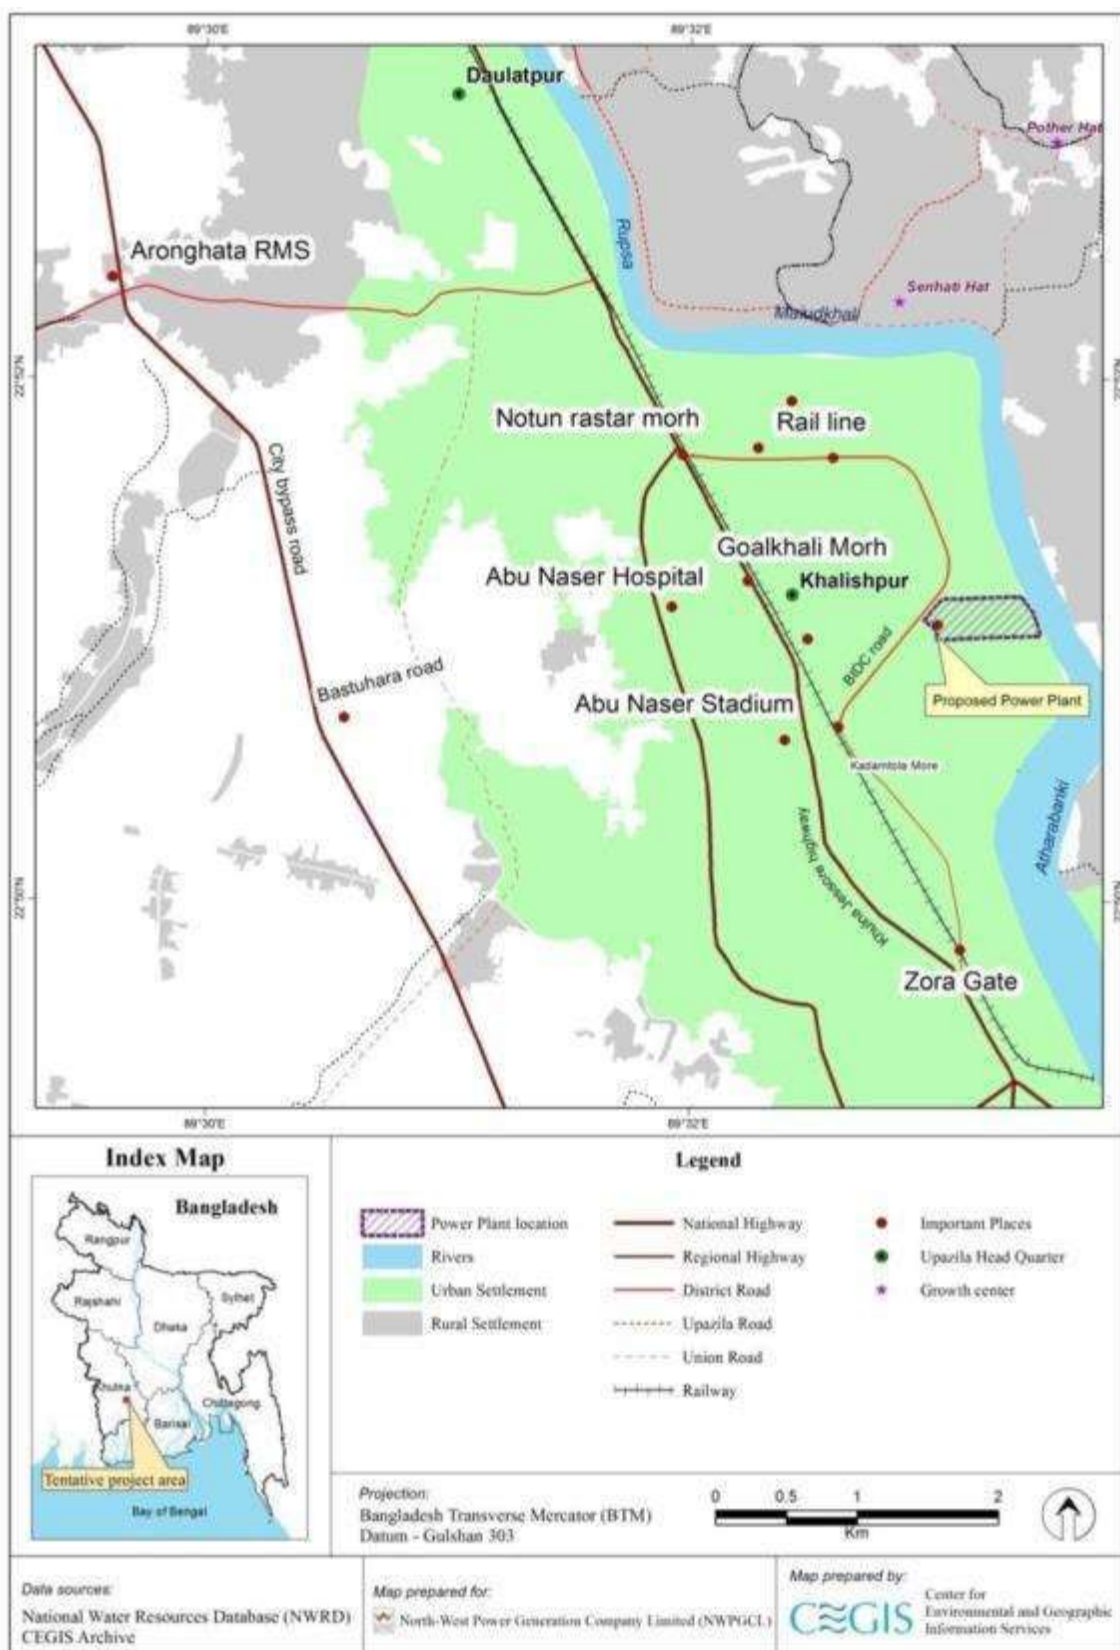 89°30'E
89°32'E
Daulatpur
Pother Hat
Aronghata RMS
Rupsa
Senhati Hat
22°52'N
22°52'N
Notun rastar morh
Rail line
City bypass road
Goalkhali Morh
Abu Naser Hospital
Khalishpur
BIDC road
Bastuhara road
Abu Naser Stadium
Proposed Power Plant
Kadamtola More
Khulna Jessore highway
Atharabanki
22°50'N
22°50'N
Zora Gate
89°30'E
89°32'E
Index Map
Bangladesh
Rangpur
Rajshahi
Sylhet
Dhaka
Khulna
Barisal
Chittagong
Tentative project area
Bay of Bengal
Legend
Power Plant location
Rivers
Urban Settlement
Rural Settlement
National Highway
Regional Highway
District Road
Upazila Road
Union Road
Railway
Important Places
Upazila Head Quarter
Growth center
Projection:
Bangladesh Transverse Mercator (BTM)
Datum - Gulshan 303
0 0.5 1 2
Km
Data sources:
National Water Resources Database (NWRD)
CEGIS Archive
Map prepared for:
North-West Power Generation Company Limited (NWPGCL)
Map prepared by:
CEGIS
Center for
Environmental and Geographic
Information Services